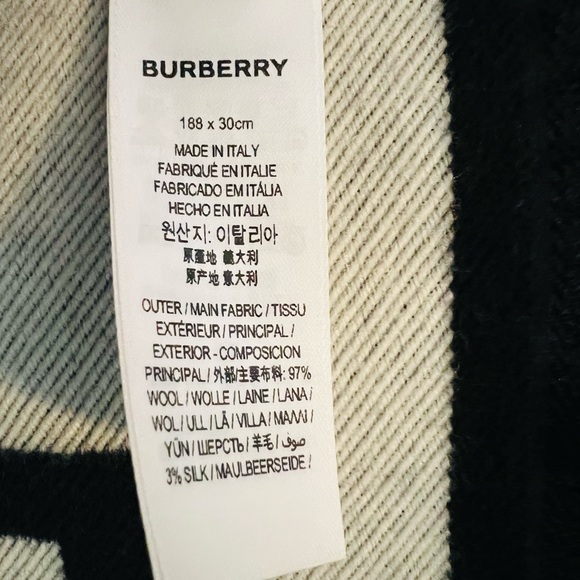 BURBERRY
188 x 30cm
MADE IN ITALY
FABRIQUÉ EN ITALIE
FABRICADO EM ITÁLIA
HECHO EN ITALIA
원산지: 이탈리아
原產地 義大利
原产地 意大利
OUTER / MAIN FABRIC / TISSU
EXTÉRIEUR / PRINCIPAL /
EXTERIOR - COMPOSICION
PRINCIPAL / 外部/主要布料: 97%
WOOL / WOLLE / LAINE / LANA /
WOL / ULL / LÃ / VILLA / ΜΑΛΛΙ /
YÜN / ШЕРСТЬ / 羊毛 / صوف
3% SILK / MAULBEERSEIDE /